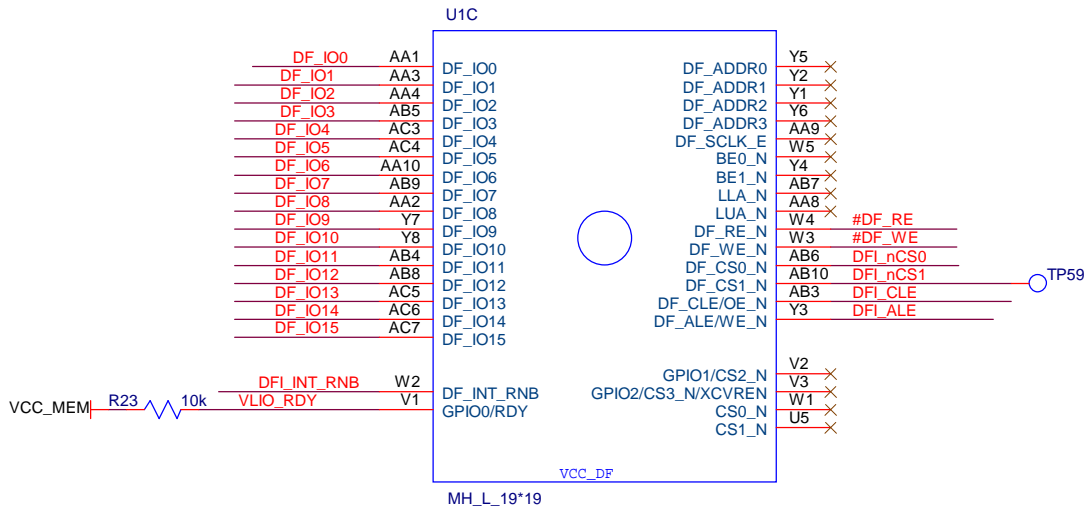 U1C
DF_IO0 AA1 DF_IO0 DF_ADDR0 Y5
DF_IO1 AA3 DF_IO1 DF_ADDR1 Y2
DF_IO2 AA4 DF_IO2 DF_ADDR2 Y1
DF_IO3 AB5 DF_IO3 DF_ADDR3 Y6
DF_IO4 AC3 DF_IO4 DF_SCLK_E AA9
DF_IO5 AC4 DF_IO5 BE0_N W5
DF_IO6 AA10 DF_IO6 BE1_N Y4
DF_IO7 AB9 DF_IO7 LLA_N AB7
DF_IO8 AA2 DF_IO8 LUA_N AA8
DF_IO9 Y7 DF_IO9 DF_RE_N W4 #DF_RE
DF_IO10 Y8 DF_IO10 DF_WE_N W3 #DF_WE
DF_IO11 AB4 DF_IO11 DF_CS0_N AB6 DFI_nCS0
DF_IO12 AB8 DF_IO12 DF_CS1_N AB10 DFI_nCS1 TP59
DF_IO13 AC5 DF_IO13 DF_CLE/OE_N AB3 DFI_CLE
DF_IO14 AC6 DF_IO14 DF_ALE/WE_N Y3 DFI_ALE
DF_IO15 AC7 DF_IO15
GPIO1/CS2_N V2
DFI_INT_RNB W2 DF_INT_RNB GPIO2/CS3_N/XCVREN V3
VCC_MEM R23 10k VLIO_RDY V1 GPIO0/RDY CS0_N W1
CS1_N U5
VCC_DF
MH_L_19*19